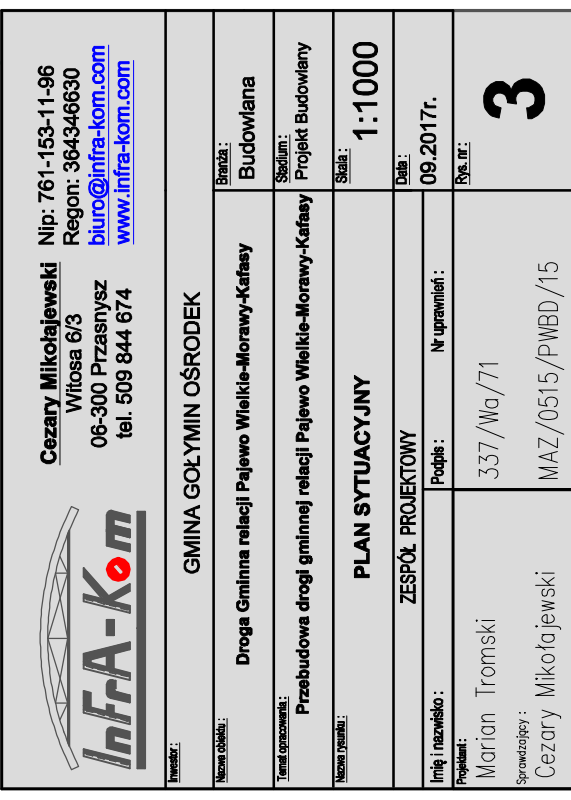 InFrA-Kom
Cezary Mikołajewski
Witosa 6/3
06-300 Przasnysz
tel. 509 844 674
Nip: 761-153-11-96
Regon: 364346630
biuro@infra-kom.com
www.infra-kom.com
Inwestor :
GMINA GOŁYMIN OŚRODEK
Nazwa obiektu :
Droga Gminna relacji Pajewo Wielkie-Morawy-Kafasy
Branża :
Budowlana
Temat opracowania :
Przebudowa drogi gminnej relacji Pajewo Wielkie-Morawy-Kafasy
Stadium :
Projekt Budowlany
Nazwa rysunku :
PLAN SYTUACYJNY
Skala :
1:1000
ZESPÓŁ PROJEKTOWY
Data :
09.2017r.
Imię i nazwisko :
Podpis :
Nr uprawnień :
Rys. nr :
3
Projektant :
Marian Tromski
337/Wa/71
Sprawdzający :
Cezary Mikołajewski
MAZ/0515/PWBD/15